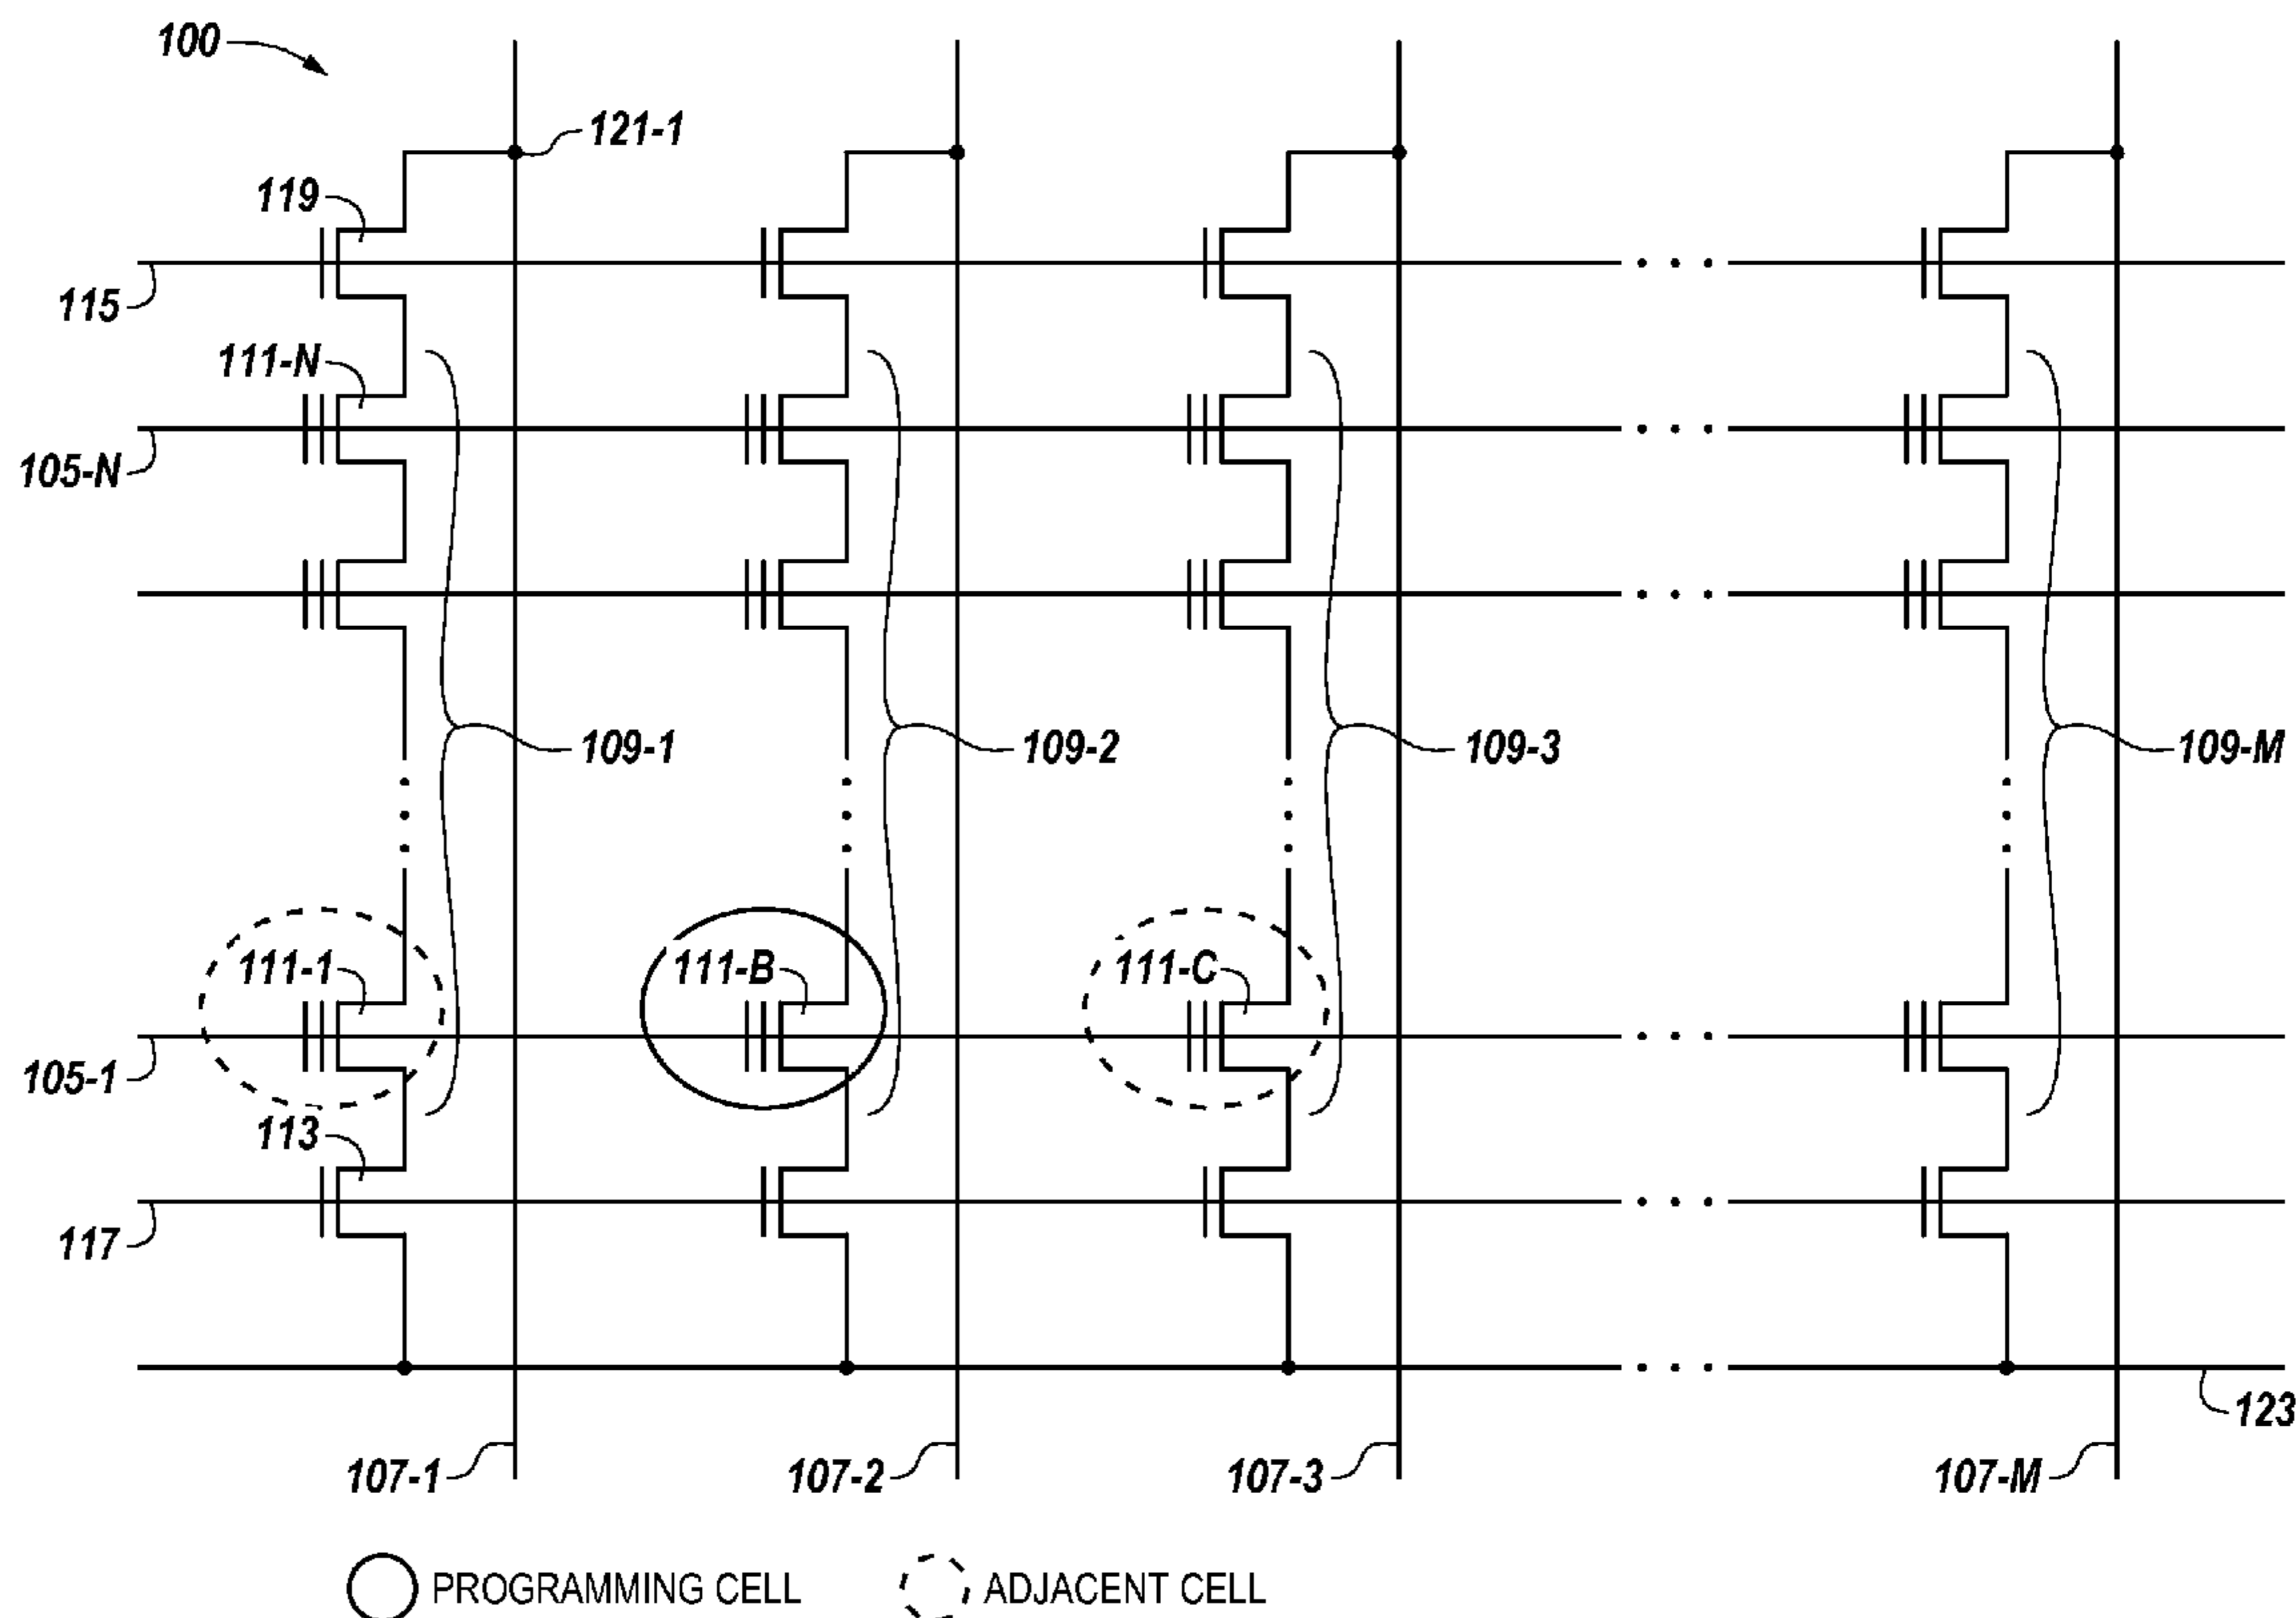 100
121-1
119
115
111-N
105-N
109-1 109-2 109-3 109-M
111-1 111-B 111-C
105-1
113
117
123
107-1 107-2 107-3 107-M
PROGRAMMING CELL ADJACENT CELL